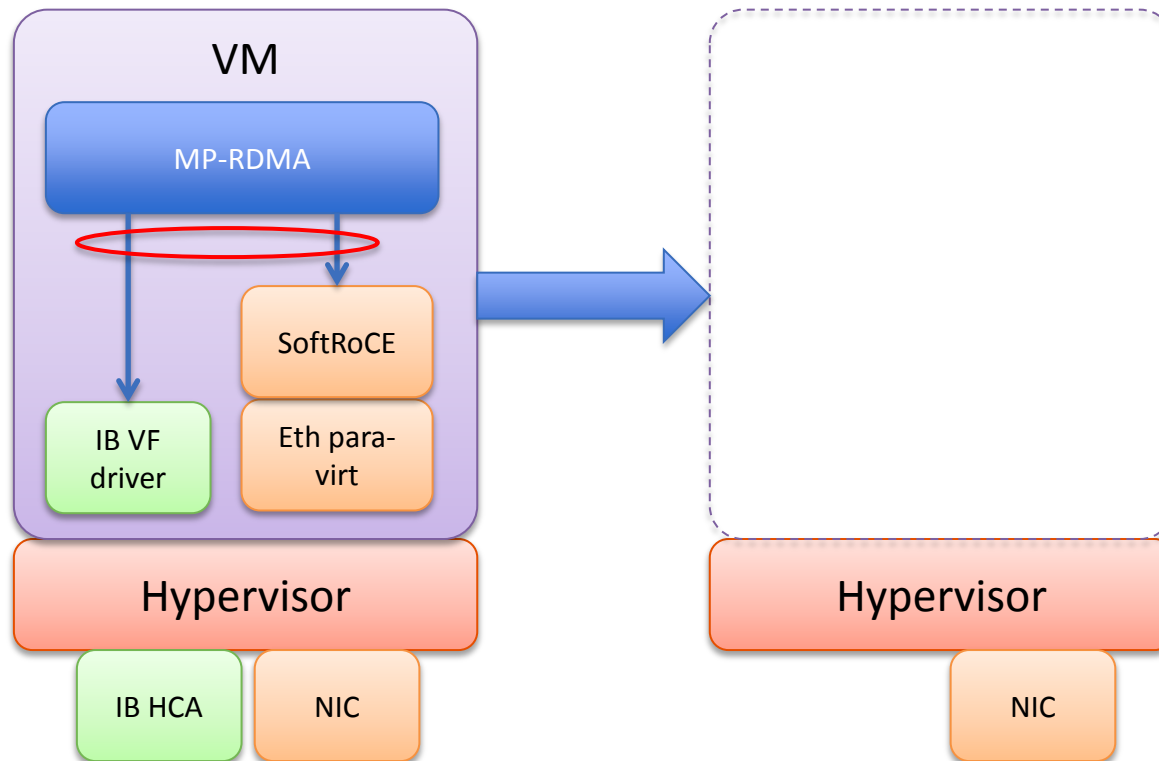 VM
MP-RDMA
SoftRoCE
IB VF
driver
Eth para-
virt
Hypervisor
IB HCA
NIC
Hypervisor
NIC